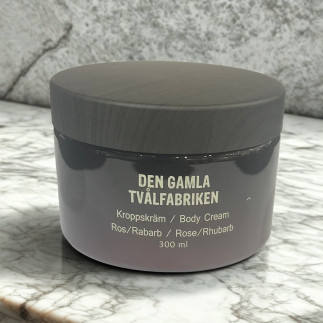 DEN GAMLA
TVÅLFABRIKEN
Kroppskräm / Body Cream
Ros/Rabarb / Rose/Rhubarb
300 ml